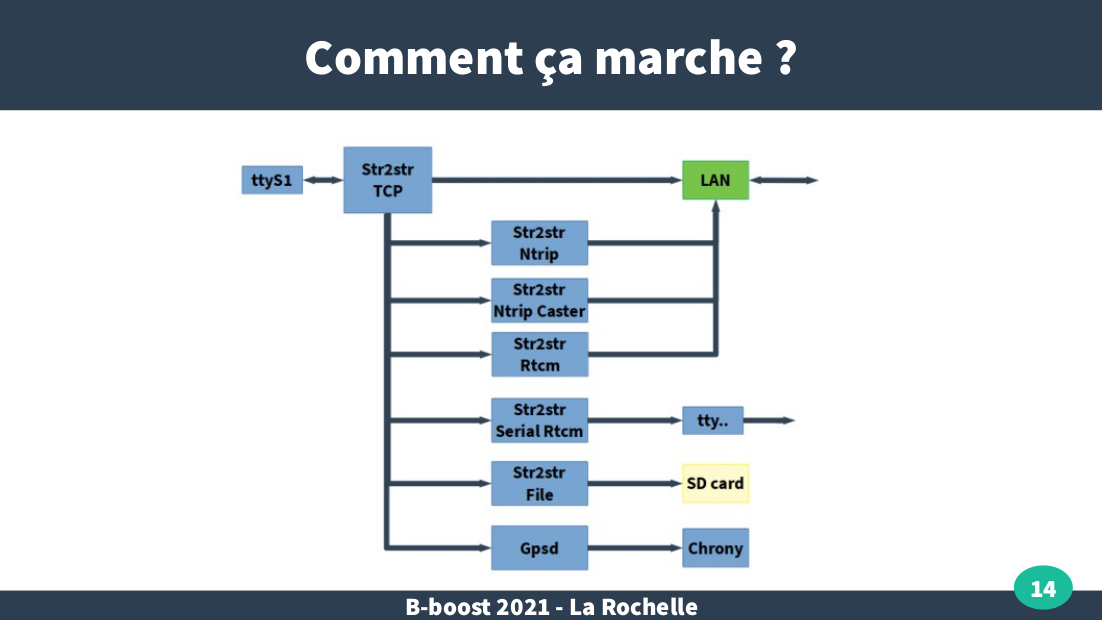 Comment ça marche ?
ttyS1
Str2str
TCP
LAN
Str2str
Ntrip
Str2str
Ntrip Caster
Str2str
Rtcm
Str2str
Serial Rtcm
tty..
Str2str
File
SD card
Gpsd
Chrony
14
B-boost 2021 - La Rochelle